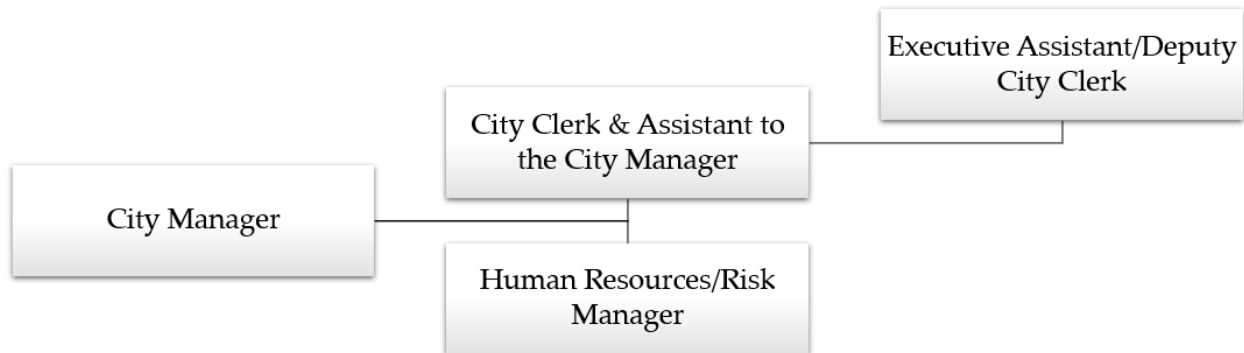 Executive Assistant/Deputy
City Clerk
City Clerk & Assistant to
the City Manager
City Manager
Human Resources/Risk
Manager